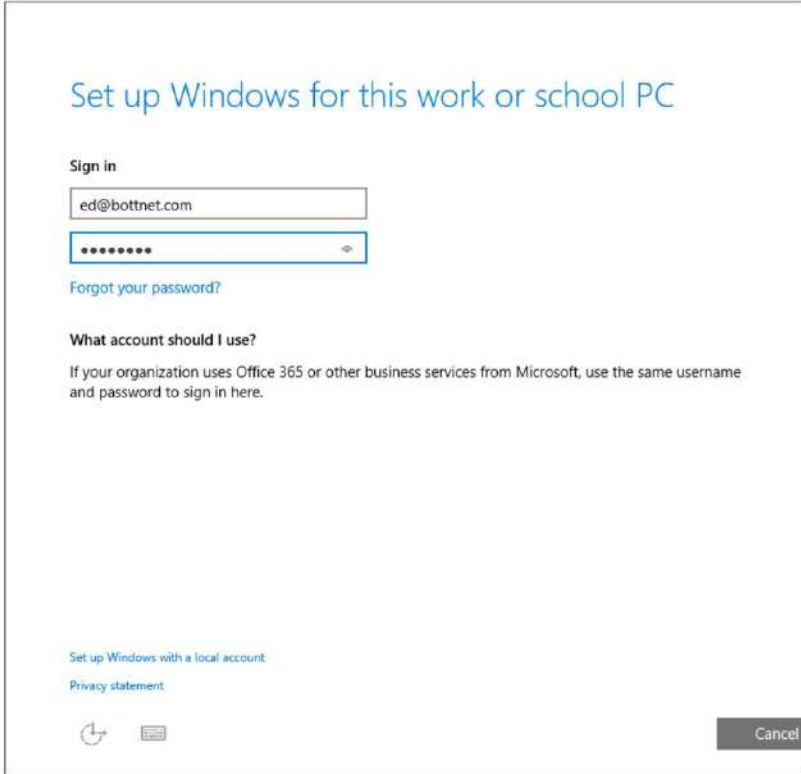 Set up Windows for this work or school PC
Sign in
ed@bottnet.com
••••••••
Forgot your password?
What account should I use?
If your organization uses Office 365 or other business services from Microsoft, use the same username
and password to sign in here.
Set up Windows with a local account
Privacy statement
Cancel